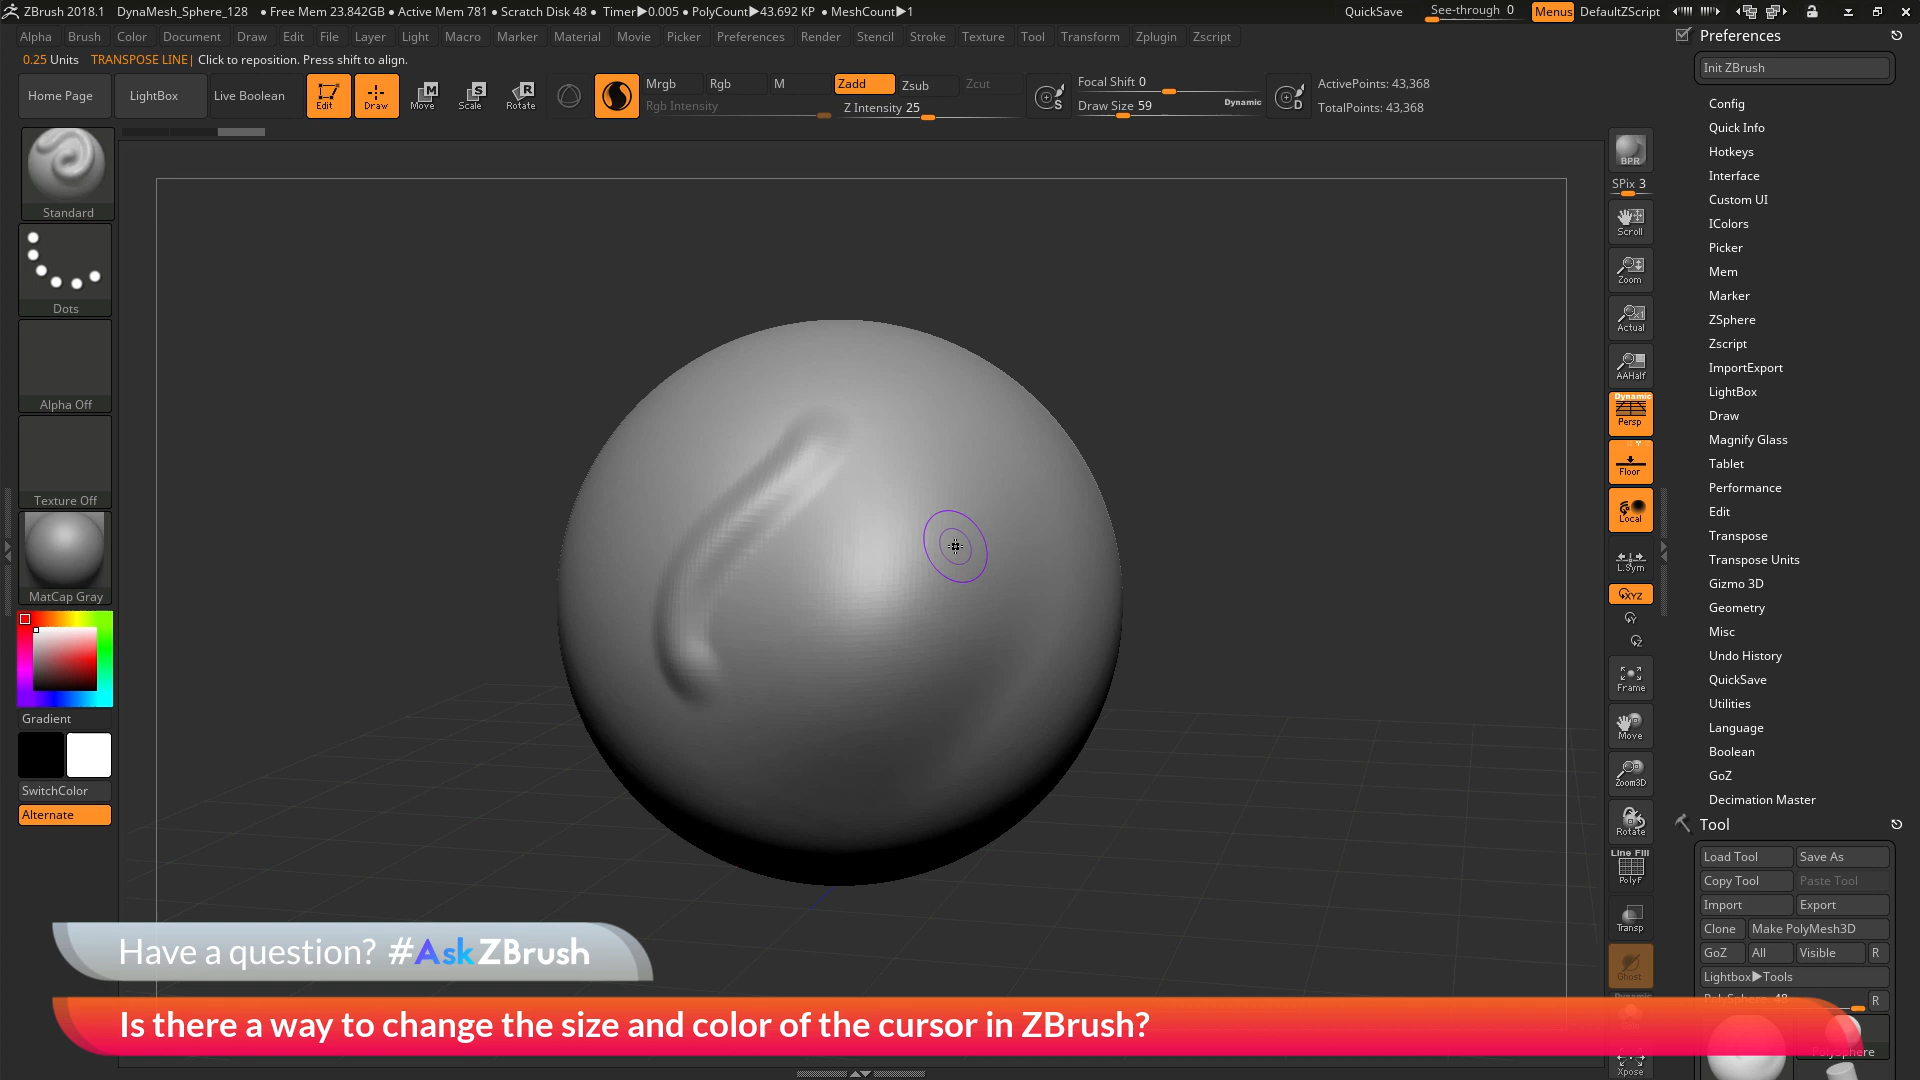 ZBrush 2018.1 DynaMesh_Sphere_128 • Free Mem 23.842GB • Active Mem 781 • Scratch Disk 48 • Timer▶0.005 • PolyCount▶43.692 KP • MeshCount▶1 QuickSave See-through 0 Menus DefaultZScript
Alpha Brush Color Document Draw Edit File Layer Light Macro Marker Material Movie Picker Preferences Render Stencil Stroke Texture Tool Transform Zplugin Zscript
0.25 Units TRANSPOSE LINE| Click to reposition. Press shift to align.
Home Page LightBox Live Boolean Edit Draw Move Scale Rotate
Mrgb Rgb M Zadd Zsub Zcut
Rgb Intensity Z Intensity 25
Focal Shift 0
Draw Size 59 Dynamic
ActivePoints: 43,368
TotalPoints: 43,368
Standard
Dots
Alpha Off
Texture Off
MatCap Gray
Gradient
SwitchColor
Alternate
BPR
SPix 3
Scroll
Zoom
Actual
AAHalf
Dynamic
Persp
Floor
Local
L.Sym
XYZ
Y
Z
Frame
Move
Zoom3D
Rotate
Line Fill
PolyF
Transp
Ghost
Dynamic
Xpose
Preferences
Init ZBrush
Config
Quick Info
Hotkeys
Interface
Custom UI
IColors
Picker
Mem
Marker
ZSphere
Zscript
ImportExport
LightBox
Draw
Magnify Glass
Tablet
Performance
Edit
Transpose
Transpose Units
Gizmo 3D
Geometry
Misc
Undo History
QuickSave
Utilities
Language
Boolean
GoZ
Decimation Master
Tool
Load Tool Save As
Copy Tool Paste Tool
Import Export
Clone Make PolyMesh3D
GoZ All Visible R
Lightbox▶Tools
PolySphere. 48 R
PolySphere
Have a question? #AskZBrush
Is there a way to change the size and color of the cursor in ZBrush?